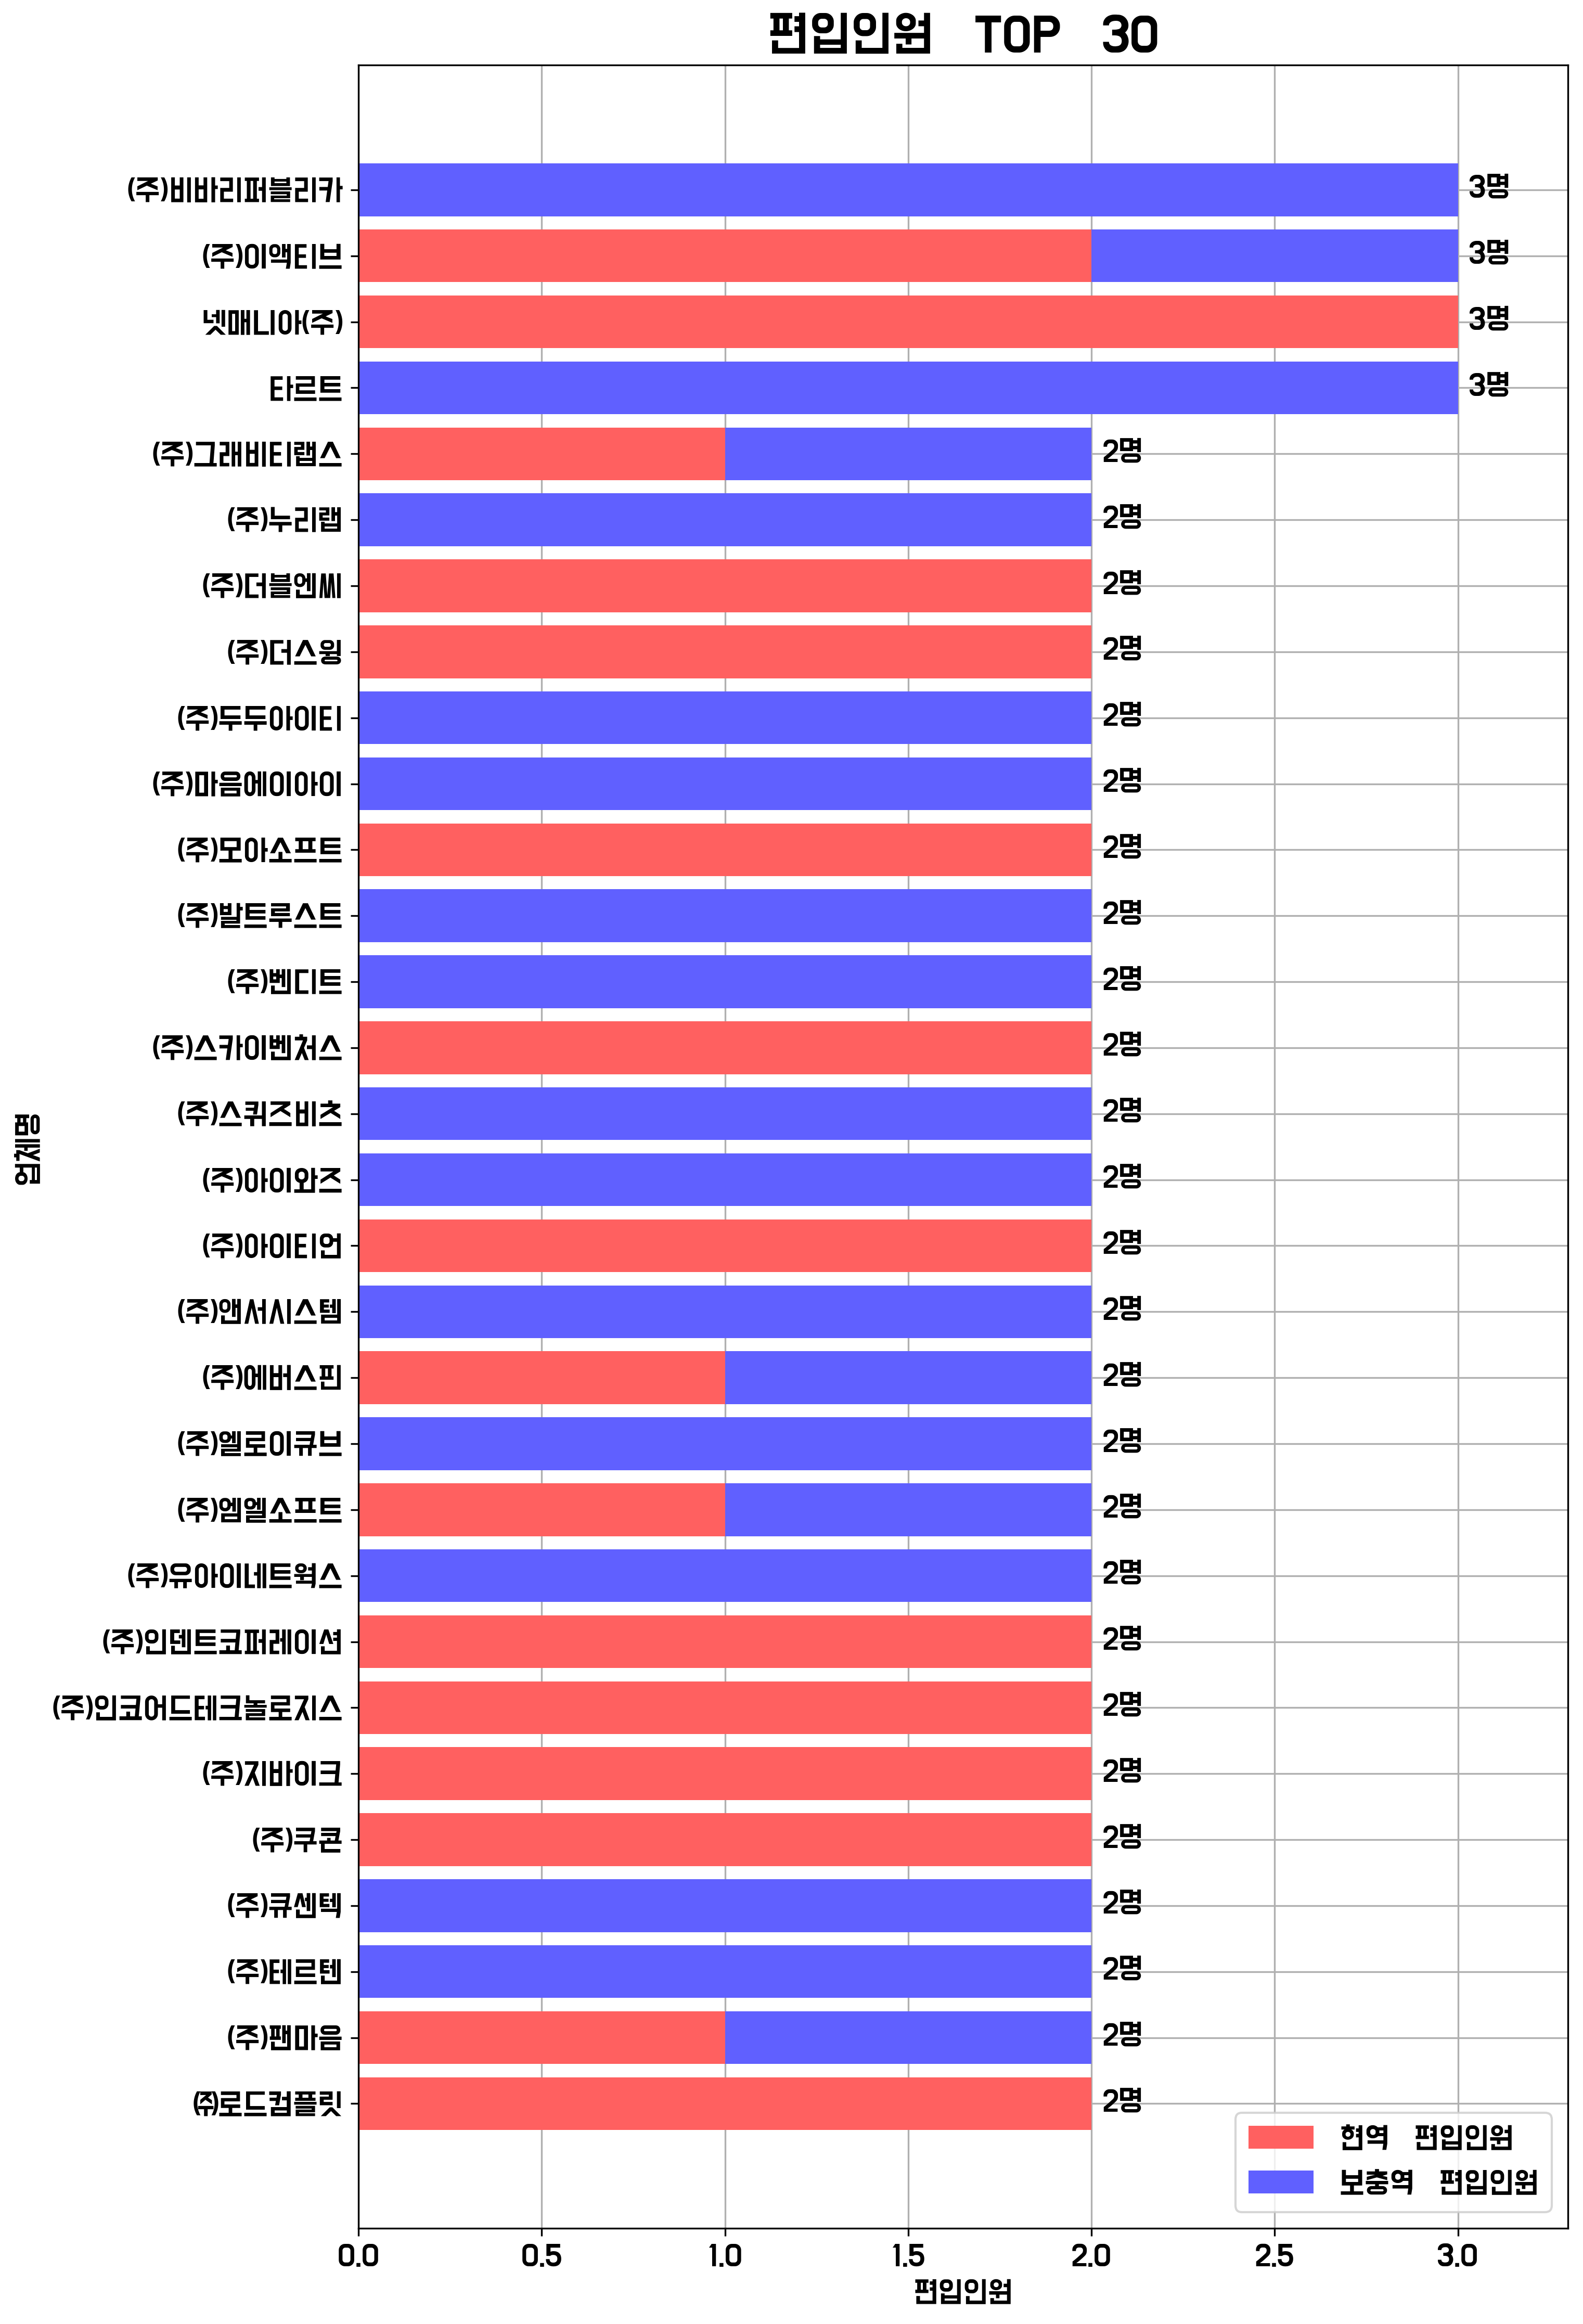 편입인원 TOP 30
(주)비바리퍼블리카 3명
(주)이액티브 3명
넷매니아(주) 3명
타르트 3명
(주)그래비티랩스 2명
(주)누리랩 2명
(주)더블엔씨 2명
(주)더스윙 2명
(주)두두아이티 2명
(주)마음에이아이 2명
(주)모아소프트 2명
(주)발트루스트 2명
(주)벤디트 2명
(주)스카이벤처스 2명
(주)스퀴즈비츠 2명
(주)아이와즈 2명
(주)아이티언 2명
(주)앤서시스템 2명
(주)에버스핀 2명
(주)엘로이큐브 2명
(주)엠엘소프트 2명
(주)유아이네트웍스 2명
(주)인덴트코퍼레이션 2명
(주)인코어드테크놀로지스 2명
(주)지바이크 2명
(주)쿠콘 2명
(주)큐센텍 2명
(주)테르텐 2명
(주)팬마음 2명
㈜로드컴플릿 2명
업체명
현역 편입인원
보충역 편입인원
0.0 0.5 1.0 1.5 2.0 2.5 3.0
편입인원